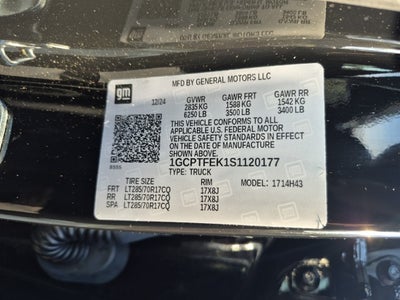 gm
MFD BY GENERAL MOTORS LLC
12/24 GVWR GAWR FRT GAWR RR
2835 KG 1588 KG 1542 KG
6250 LB 3500 LB 3400 LB
THIS VEHICLE CONFORMS TO ALL
APPLICABLE U.S. FEDERAL MOTOR
VEHICLE SAFETY STANDARDS IN
EFFECT ON THE DATE OF
MANUFACTURE SHOWN ABOVE.
1GCPTFEK1S1120177
TYPE: TRUCK
TIRE SIZE RIM MODEL: 1714H43
FRT LT285/70R17CQ 17X8J
RR LT285/70R17CQ 17X8J
SPA LT285/70R17CQ 17X8J